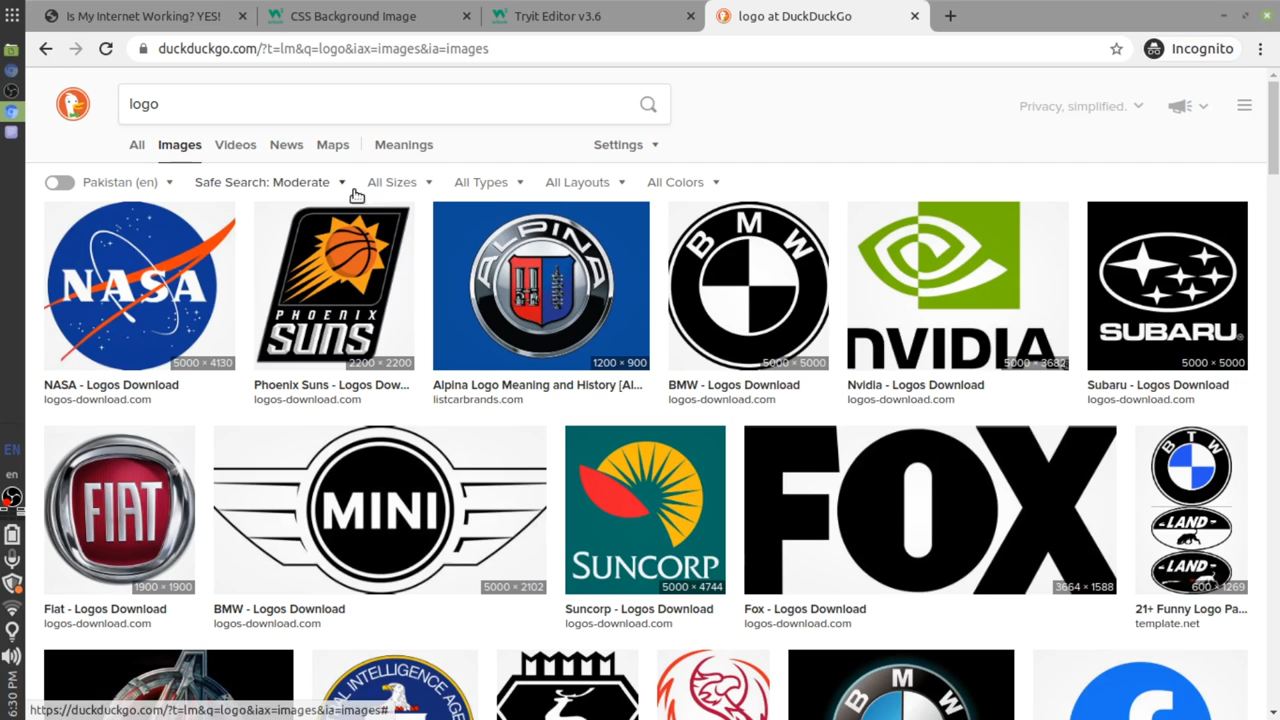 Is My Internet Working? YES!
CSS Background Image
Tryit Editor v3.6
logo at DuckDuckGo
duckduckgo.com/?t=lm&q=logo&iax=images&ia=images
Incognito
logo
Privacy, simplified.
All Images Videos News Maps Meanings Settings
Pakistan (en) Safe Search: Moderate All Sizes All Types All Layouts All Colors
NASA
PHOENIX
SUNS
ALPINA
BMW
NVIDIA
SUBARU
5000 × 4130
2200 × 2200
1200 × 900
5000 × 5000
5000 × 3682
5000 × 5000
NASA - Logos Download
logos-download.com
Phoenix Suns - Logos Dow...
logos-download.com
Alpina Logo Meaning and History [Al...
listcarbrands.com
BMW - Logos Download
logos-download.com
Nvidia - Logos Download
logos-download.com
Subaru - Logos Download
logos-download.com
FIAT
MINI
SUNCORP
FOX
BTW
LAND
LAND
1900 × 1900
5000 × 2102
5000 × 4744
3664 × 1588
600 × 1269
Fiat - Logos Download
logos-download.com
BMW - Logos Download
logos-download.com
Suncorp - Logos Download
logos-download.com
Fox - Logos Download
logos-download.com
21+ Funny Logo Pa...
template.net
INTELLIGENCE
BMW
EN
en
6:30 PM
https://duckduckgo.com/?t=lm&q=logo&iax=images&ia=images#